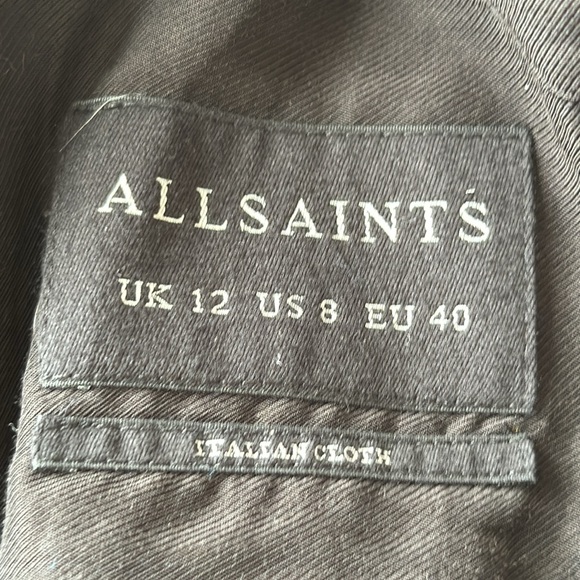 ALLSAINTS
UK 12 US 8 EU 40
ITALIAN CLOTH